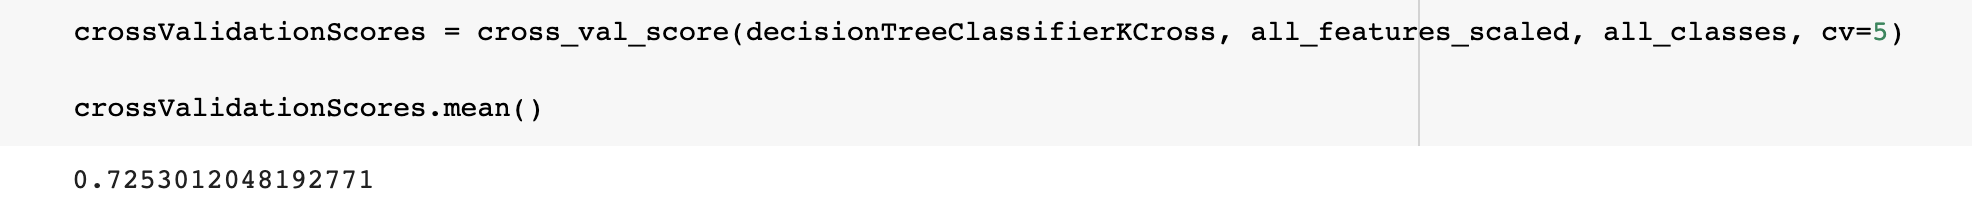 crossValidationScores = cross_val_score(decisionTreeClassifierKCross, all_features_scaled, all_classes, cv=5)
crossValidationScores.mean()
0.7253012048192771